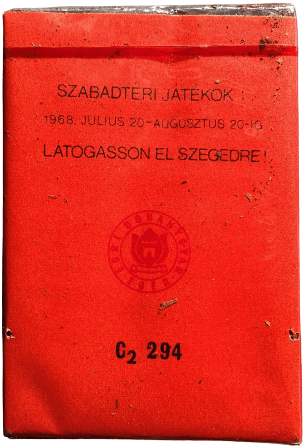 SZABADTÉRI JÁTÉKOK :
1968. JÚLIUS 20-AUGUSZTUS 20-IG
LÁTOGASSON EL SZEGEDRE!
C2 294